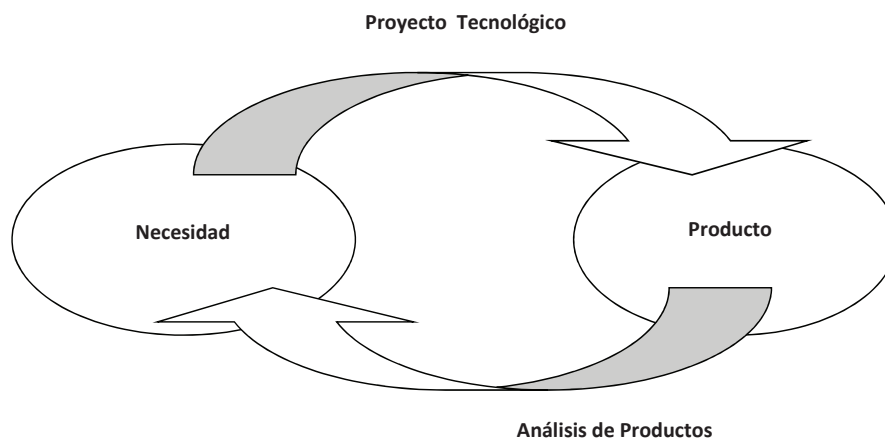 Proyecto Tecnológico
Necesidad
Producto
Análisis de Productos